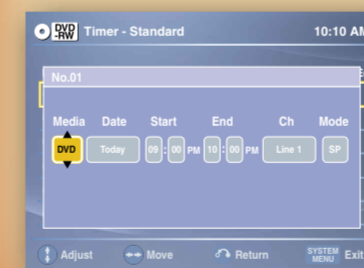 DVD -RW Timer - Standard 10:10 AM
No.01
Media Date Start End Ch Mode
DVD Today 09 : 00 PM 10 : 00 PM Line 1 SP
Adjust Move Return SYSTEM MENU Exit